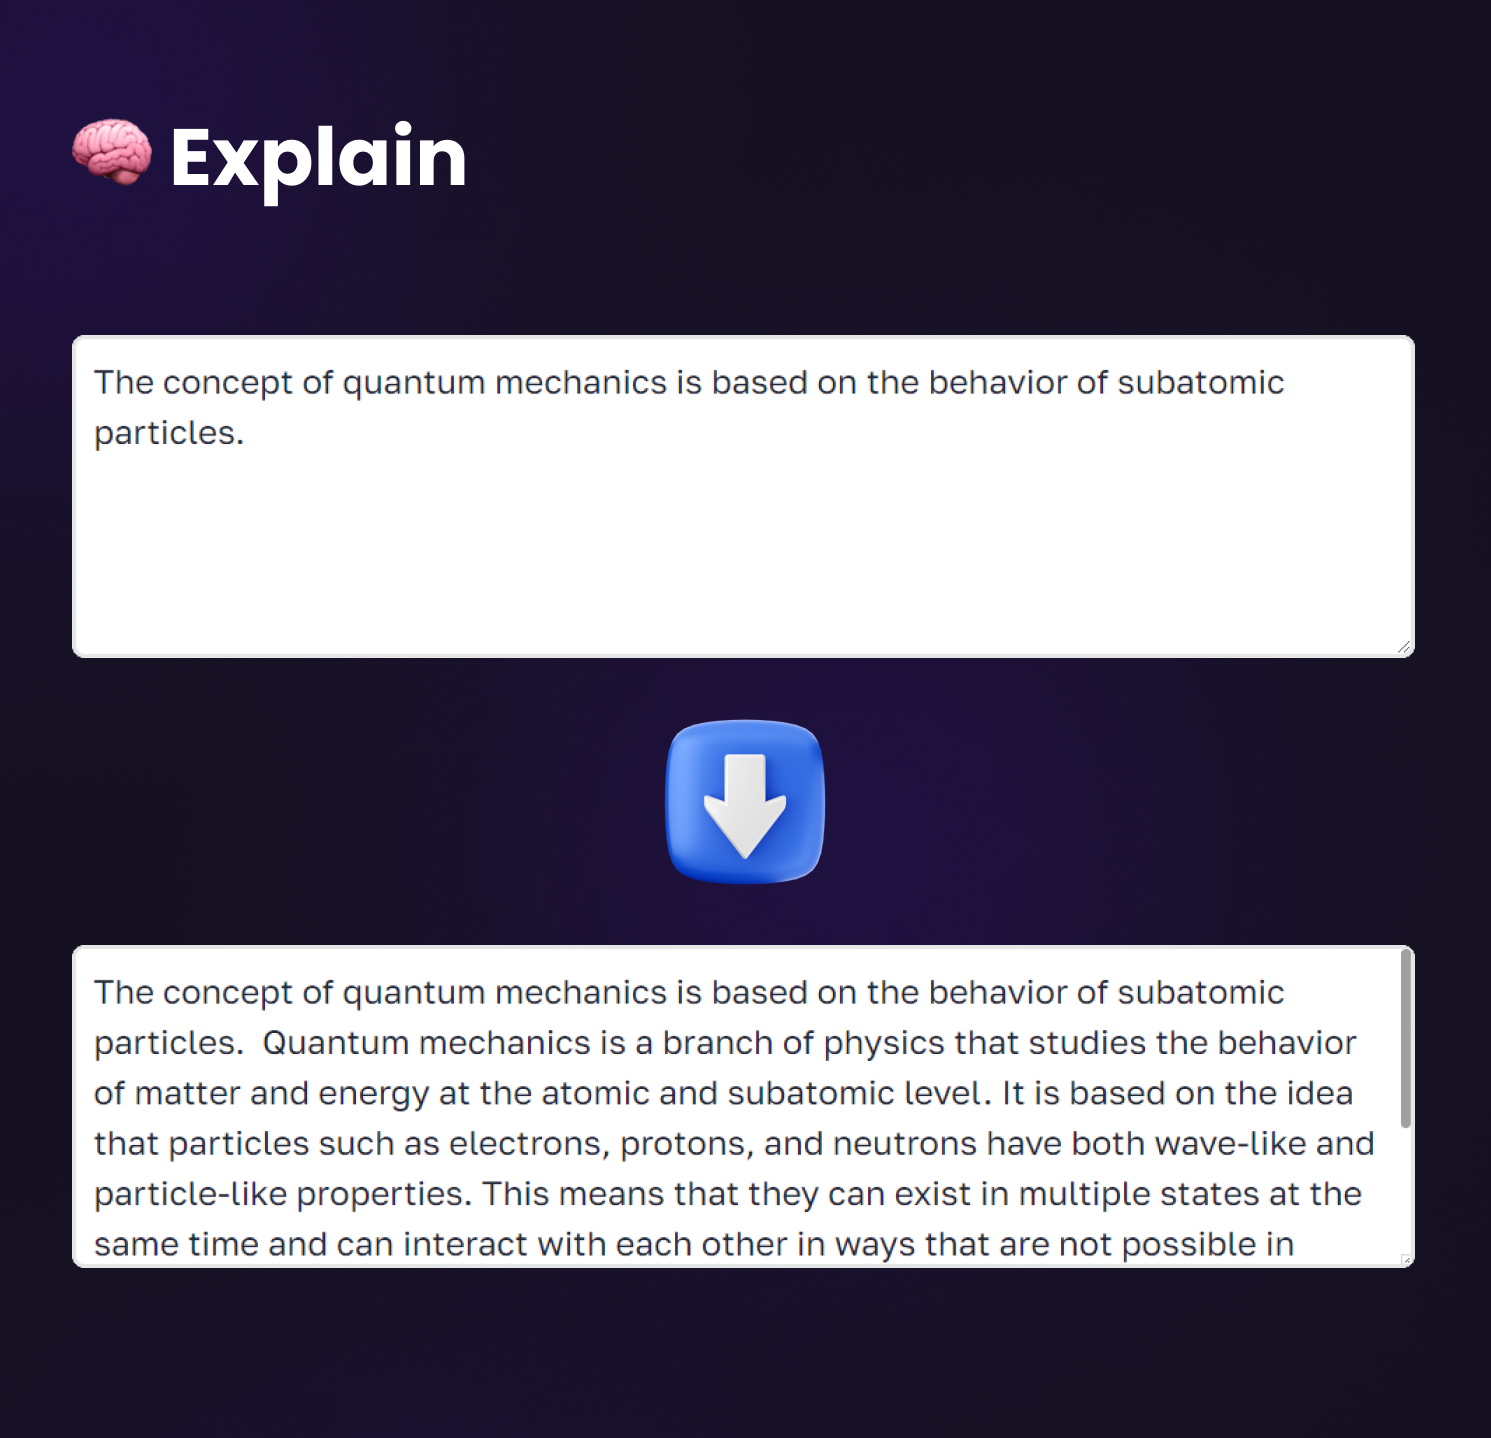 Explain
The concept of quantum mechanics is based on the behavior of subatomic
particles.
The concept of quantum mechanics is based on the behavior of subatomic
particles.  Quantum mechanics is a branch of physics that studies the behavior
of matter and energy at the atomic and subatomic level. It is based on the idea
that particles such as electrons, protons, and neutrons have both wave-like and
particle-like properties. This means that they can exist in multiple states at the
same time and can interact with each other in ways that are not possible in